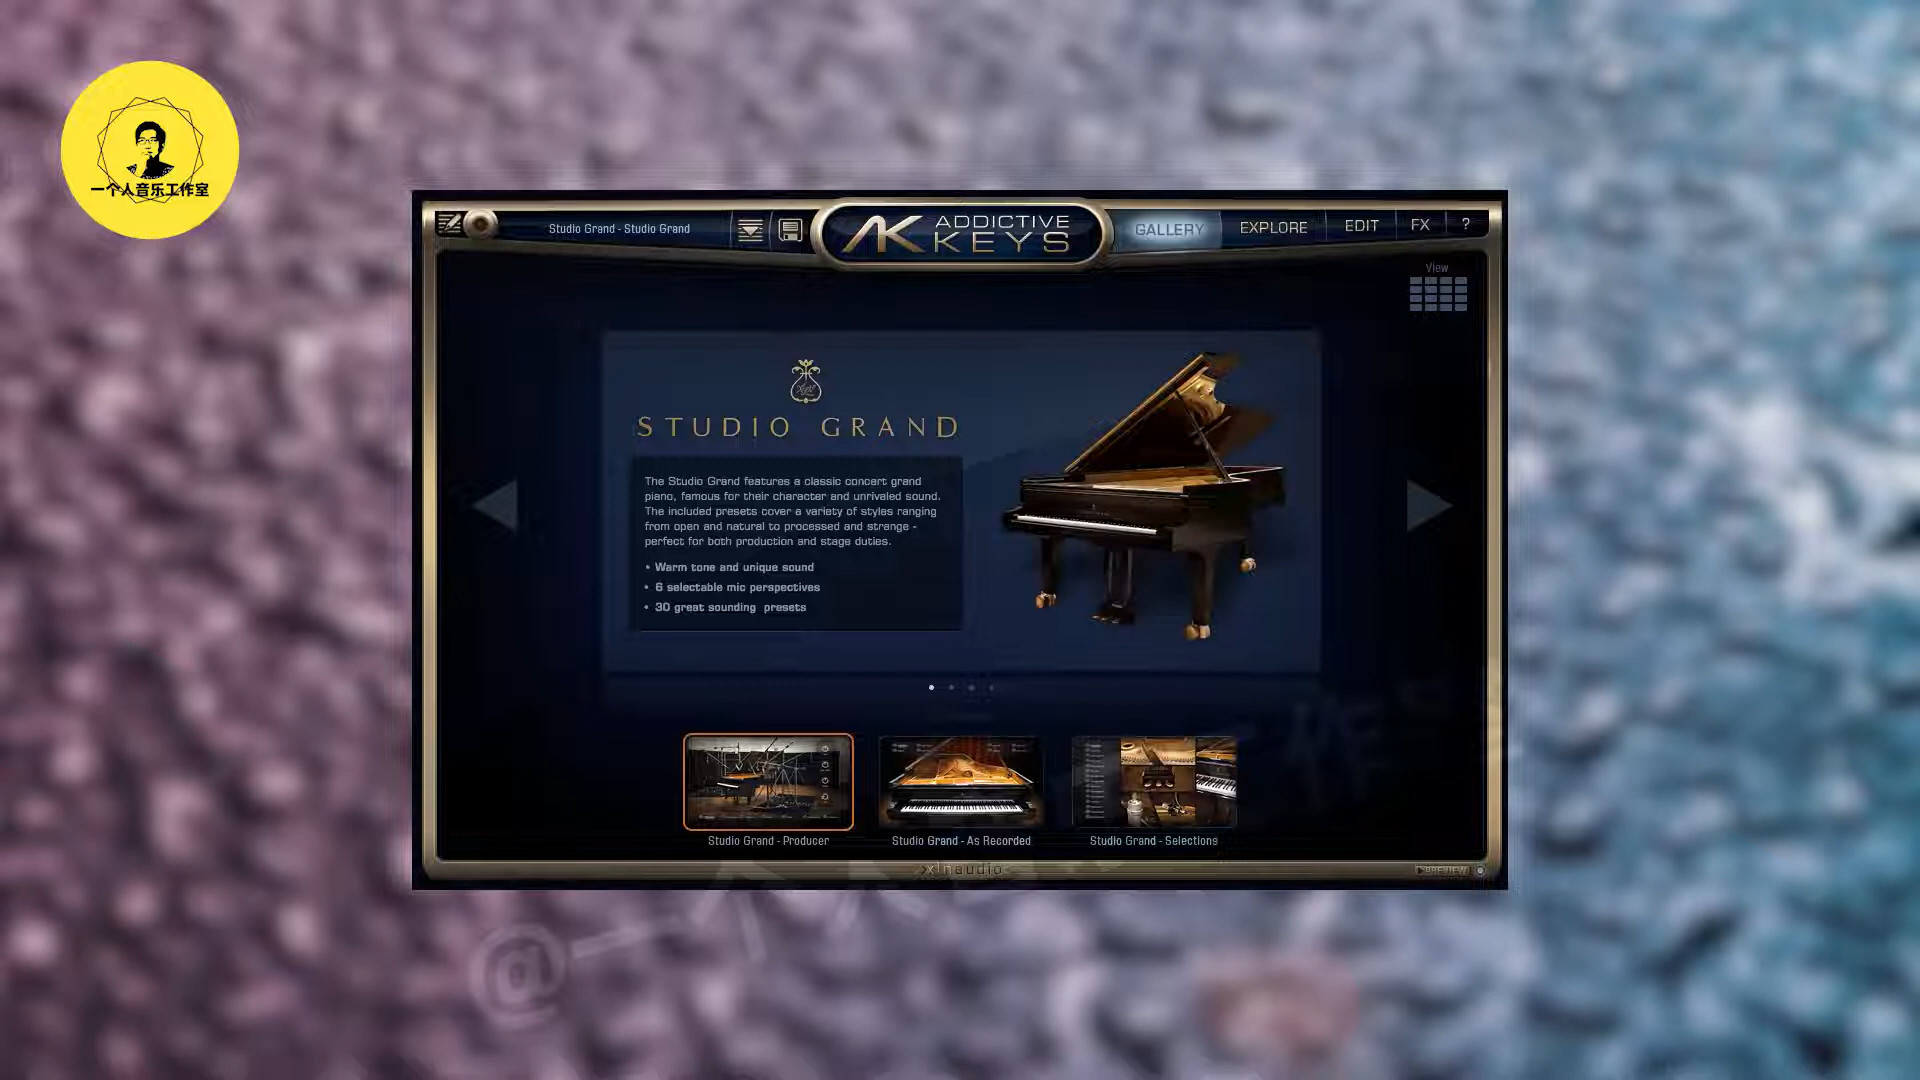 一个人音乐工作室
Studio Grand - Studio Grand
ADDICTIVE
KEYS
GALLERY
EXPLORE
EDIT
FX
?
View
STUDIO GRAND
The Studio Grand features a classic concert grand
piano, famous for their character and unrivaled sound.
The included presets cover a variety of styles ranging
from open and natural to processed and strange -
perfect for both production and stage duties.
• Warm tone and unique sound
• 6 selectable mic perspectives
• 30 great sounding presets
Studio Grand - Producer
Studio Grand - As Recorded
Studio Grand - Selections
xlnaudio
PREVIEW
@一个人